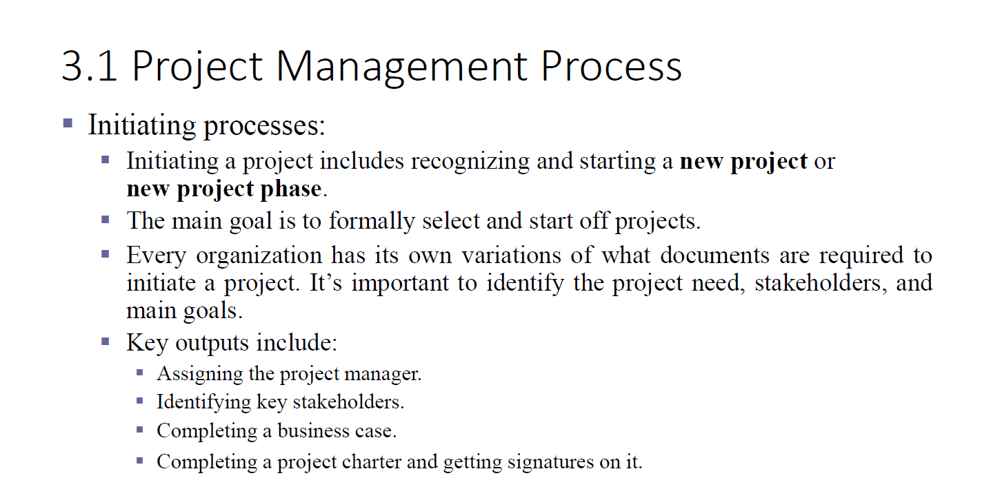 3.1 Project Management Process
Initiating processes:
Initiating a project includes recognizing and starting a new project or
new project phase.
The main goal is to formally select and start off projects.
Every organization has its own variations of what documents are required to
initiate a project. It’s important to identify the project need, stakeholders, and
main goals.
Key outputs include:
Assigning the project manager.
Identifying key stakeholders.
Completing a business case.
Completing a project charter and getting signatures on it.